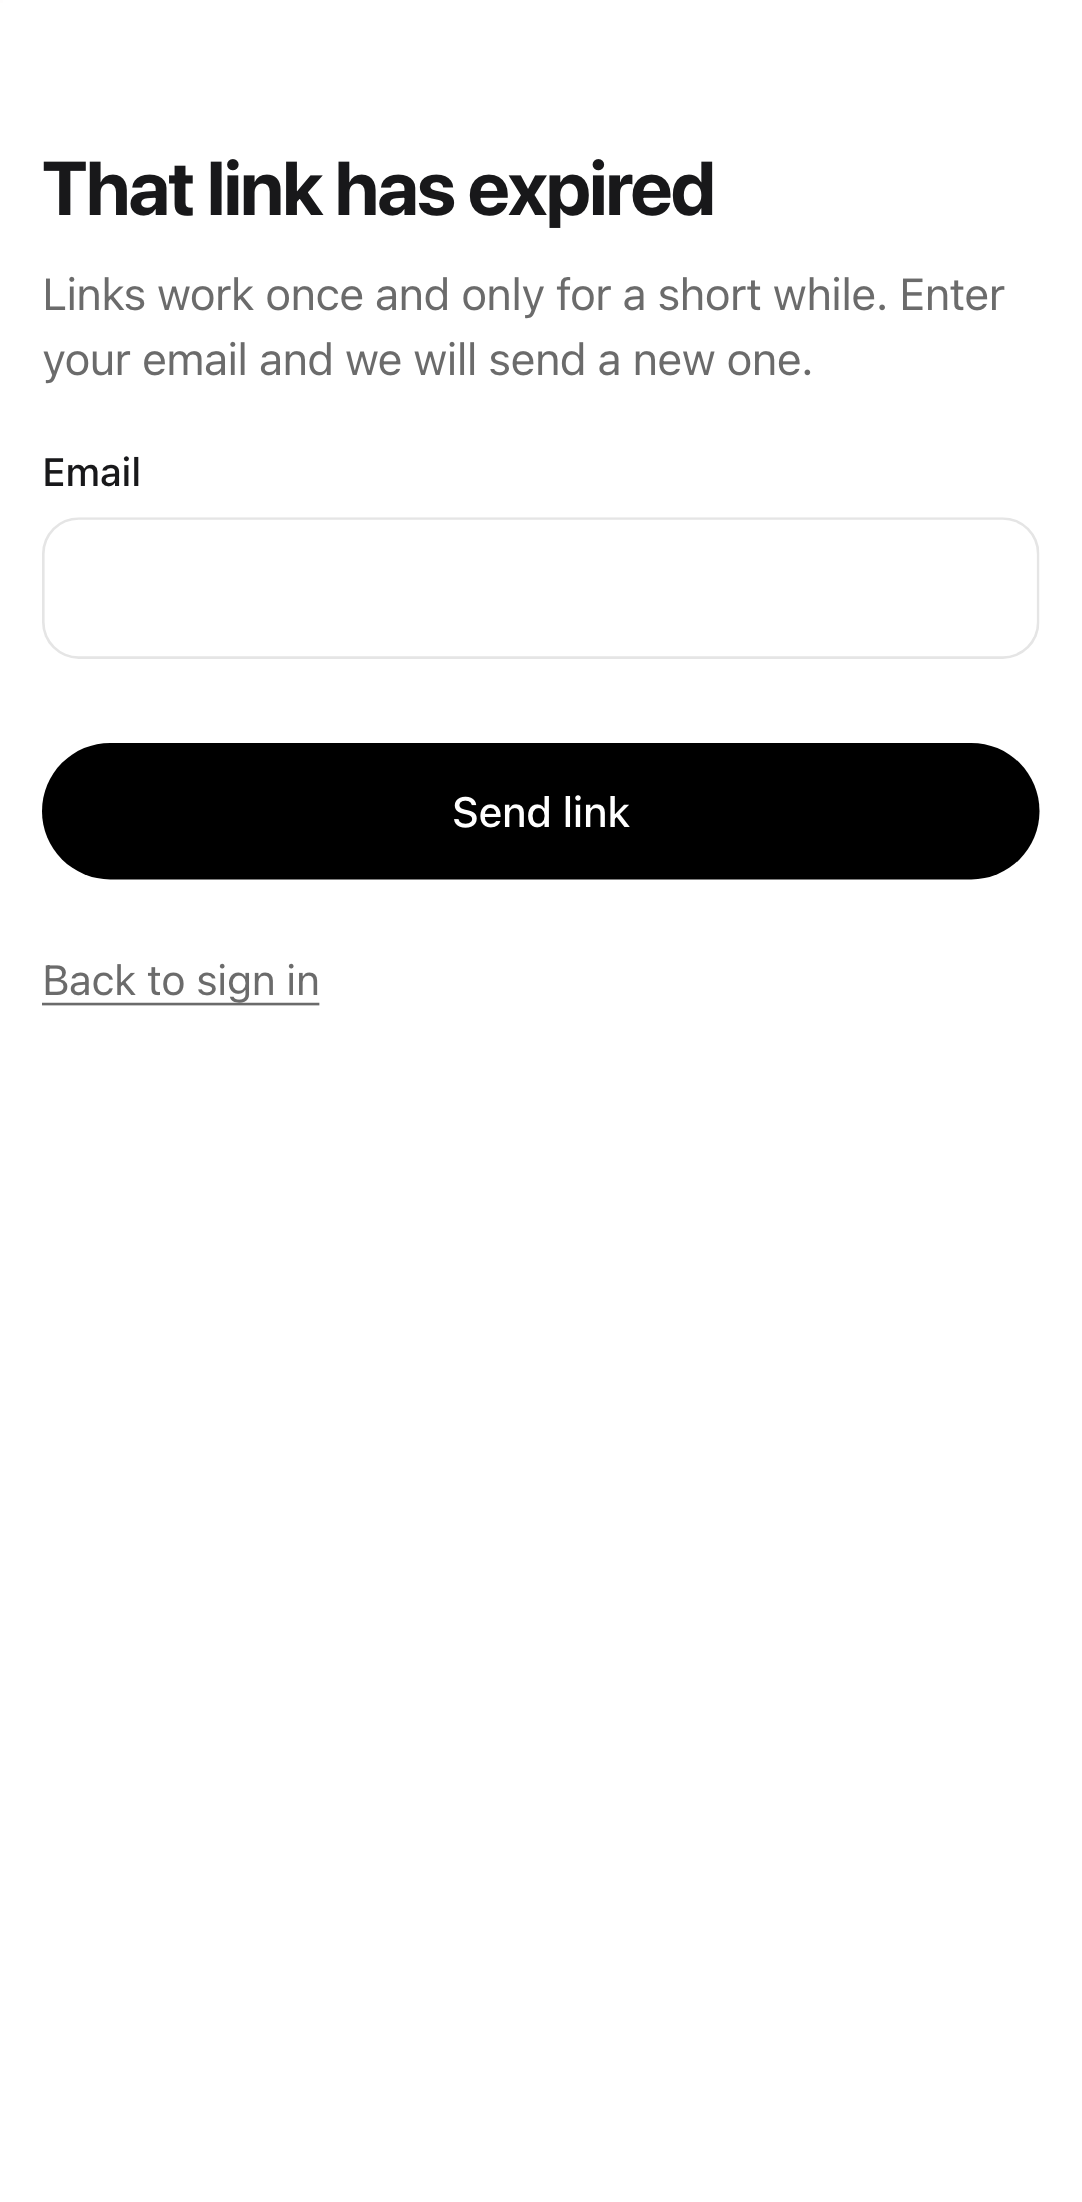 That link has expired
Links work once and only for a short while. Enter
your email and we will send a new one.
Email
Send link
Back to sign in